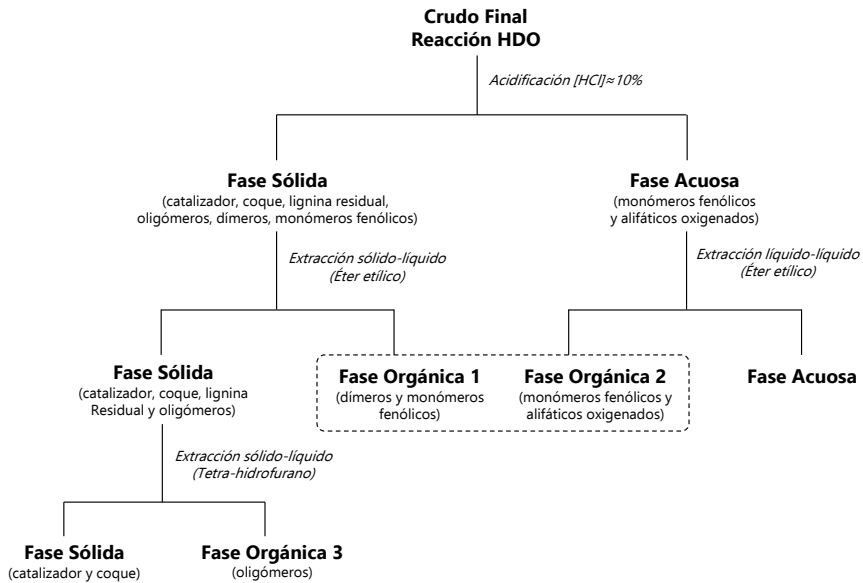 Crudo Final
Reacción HDO
Acidificación [HCl]≈10%
Fase Sólida
(catalizador, coque, lignina residual,
oligómeros, dímeros, monómeros fenólicos)
Fase Acuosa
(monómeros fenólicos
y alifáticos oxigenados)
Extracción sólido-líquido
(Éter etílico)
Extracción líquido-líquido
(Éter etílico)
Fase Sólida
(catalizador, coque, lignina
Residual y oligómeros)
Fase Orgánica 1
(dímeros y monómeros
fenólicos)
Fase Orgánica 2
(monómeros fenólicos y
alifáticos oxigenados)
Fase Acuosa
Extracción sólido-líquido
(Tetra-hidrofurano)
Fase Sólida
(catalizador y coque)
Fase Orgánica 3
(oligómeros)